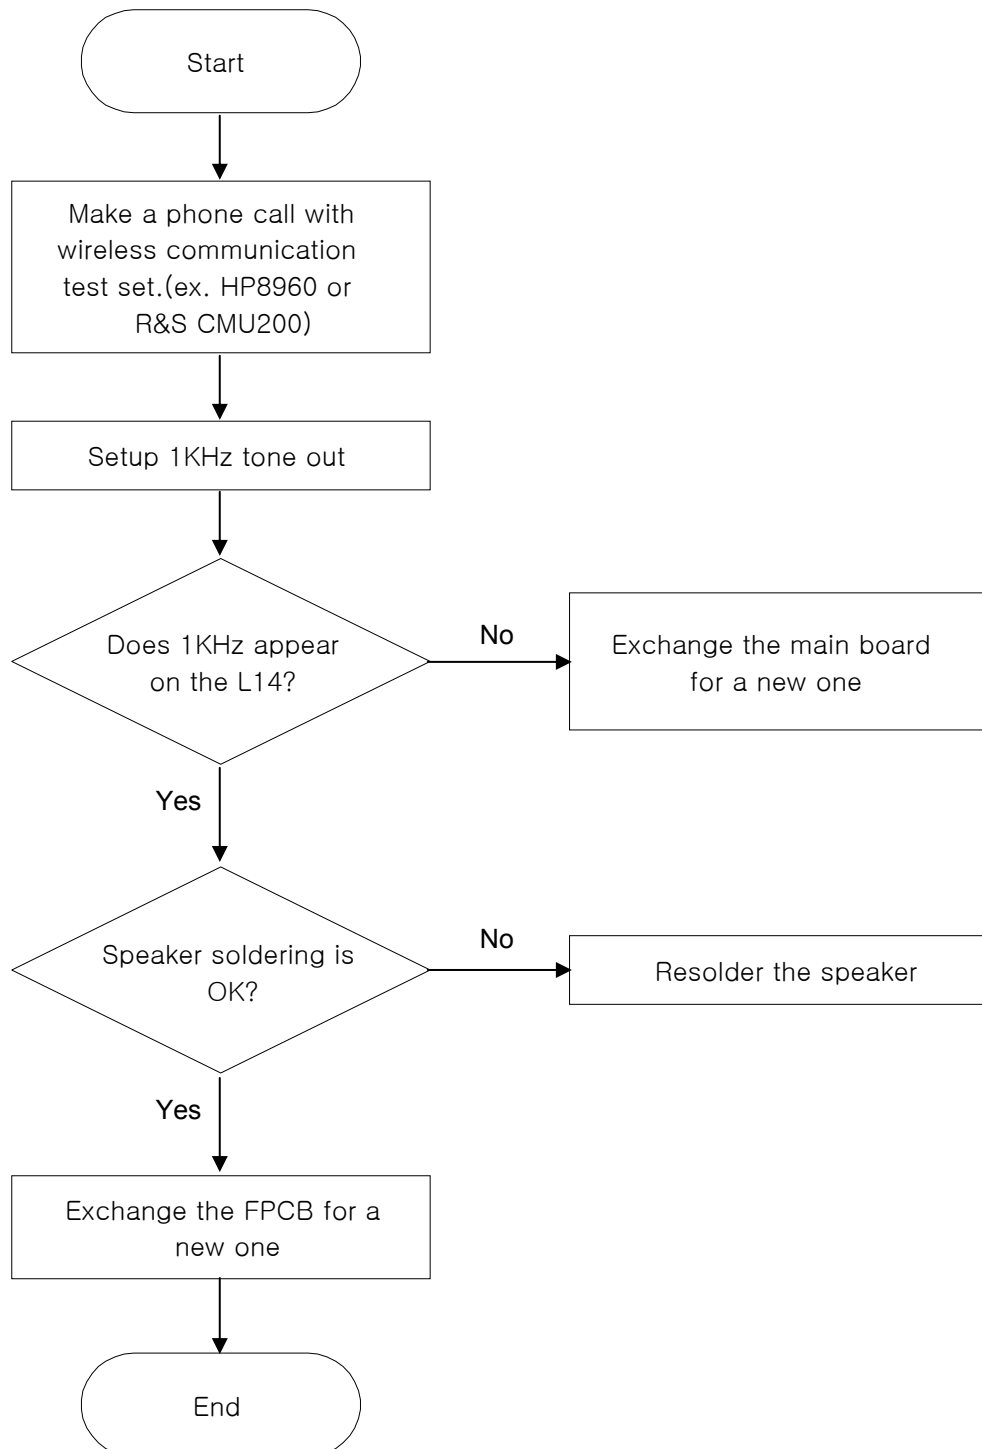 Start
Make a phone call with
wireless communication
test set.(ex. HP8960 or
R&S CMU200)
Setup 1KHz tone out
Does 1KHz appear
on the L14?
No
Exchange the main board
for a new one
Yes
Speaker soldering is
OK?
No
Resolder the speaker
Yes
Exchange the FPCB for a
new one
End